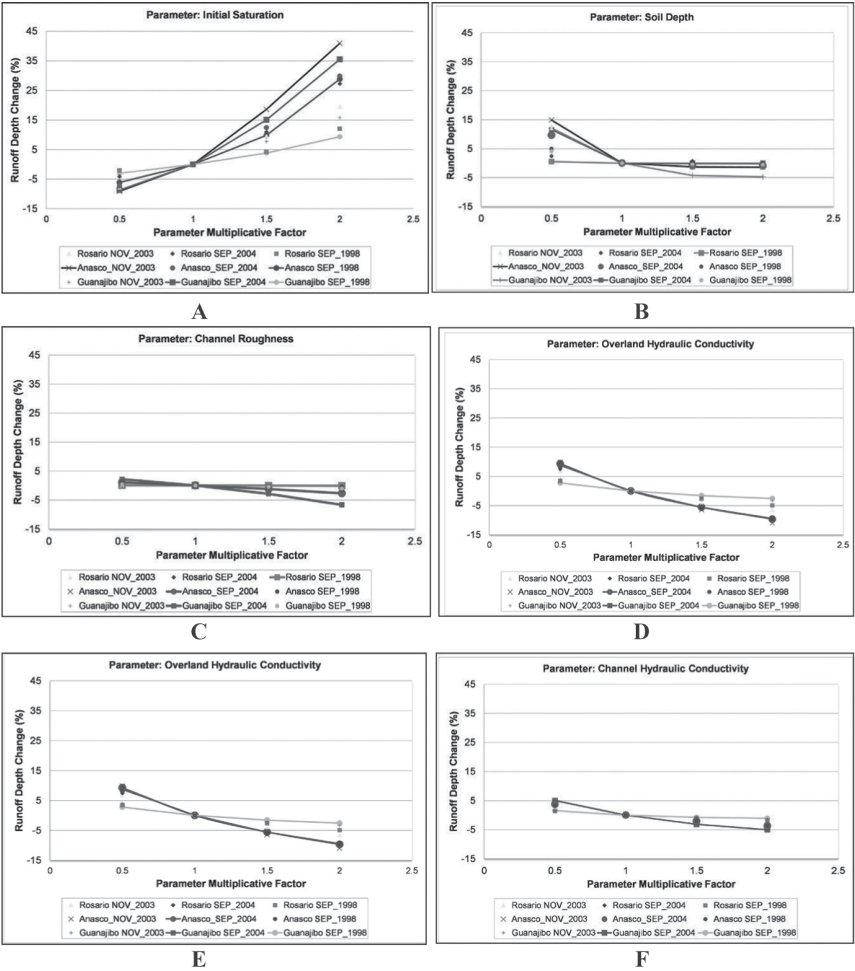 Parameter: Initial Saturation
Runoff Depth Change (%)
45
35
25
15
5
-5
-15
0 0.5 1 1.5 2 2.5
Parameter Multiplicative Factor
Rosario NOV_2003 Rosario SEP_2004 Rosario SEP_1998
Anasco_NOV_2003 Anasco_SEP_2004 Anasco SEP_1998
Guanajibo NOV_2003 Guanajibo SEP_2004 Guanajibo SEP_1998
A
Parameter: Soil Depth
Runoff Depth Change (%)
45
35
25
15
5
-5
-15
0 0.5 1 1.5 2 2.5
Parameter Multiplicative Factor
Rosario NOV_2003 Rosario SEP_2004 Rosario SEP_1998
Anasco_NOV_2003 Anasco_SEP_2004 Anasco SEP_1998
Guanajibo NOV_2003 Guanajibo SEP_2004 Guanajibo SEP_1998
B
Parameter: Channel Roughness
Runoff Depth Change (%)
45
35
25
15
5
-5
-15
0 0.5 1 1.5 2 2.5
Parameter Multiplicative Factor
Rosario NOV_2003 Rosario SEP_2004 Rosario SEP_1998
Anasco_NOV_2003 Anasco_SEP_2004 Anasco SEP_1998
Guanajibo NOV_2003 Guanajibo SEP_2004 Guanajibo SEP_1998
C
Parameter: Overland Hydraulic Conductivity
Runoff Depth Change (%)
45
35
25
15
5
-5
-15
0 0.5 1 1.5 2 2.5
Parameter Multiplicative Factor
Rosario NOV_2003 Rosario SEP_2004 Rosario SEP_1998
Anasco_NOV_2003 Anasco_SEP_2004 Anasco SEP_1998
Guanajibo NOV_2003 Guanajibo SEP_2004 Guanajibo SEP_1998
D
Parameter: Overland Hydraulic Conductivity
Runoff Depth Change (%)
45
35
25
15
5
-5
-15
0 0.5 1 1.5 2 2.5
Parameter Multiplicative Factor
Rosario NOV_2003 Rosario SEP_2004 Rosario SEP_1998
Anasco_NOV_2003 Anasco_SEP_2004 Anasco SEP_1998
Guanajibo NOV_2003 Guanajibo SEP_2004 Guanajibo SEP_1998
E
Parameter: Channel Hydraulic Conductivity
Runoff Depth Change (%)
45
35
25
15
5
-5
-15
0 0.5 1 1.5 2 2.5
Parameter Multiplicative Factor
Rosario NOV_2003 Rosario SEP_2004 Rosario SEP_1998
Anasco_NOV_2003 Anasco_SEP_2004 Anasco SEP_1998
Guanajibo NOV_2003 Guanajibo SEP_2004 Guanajibo SEP_1998
F